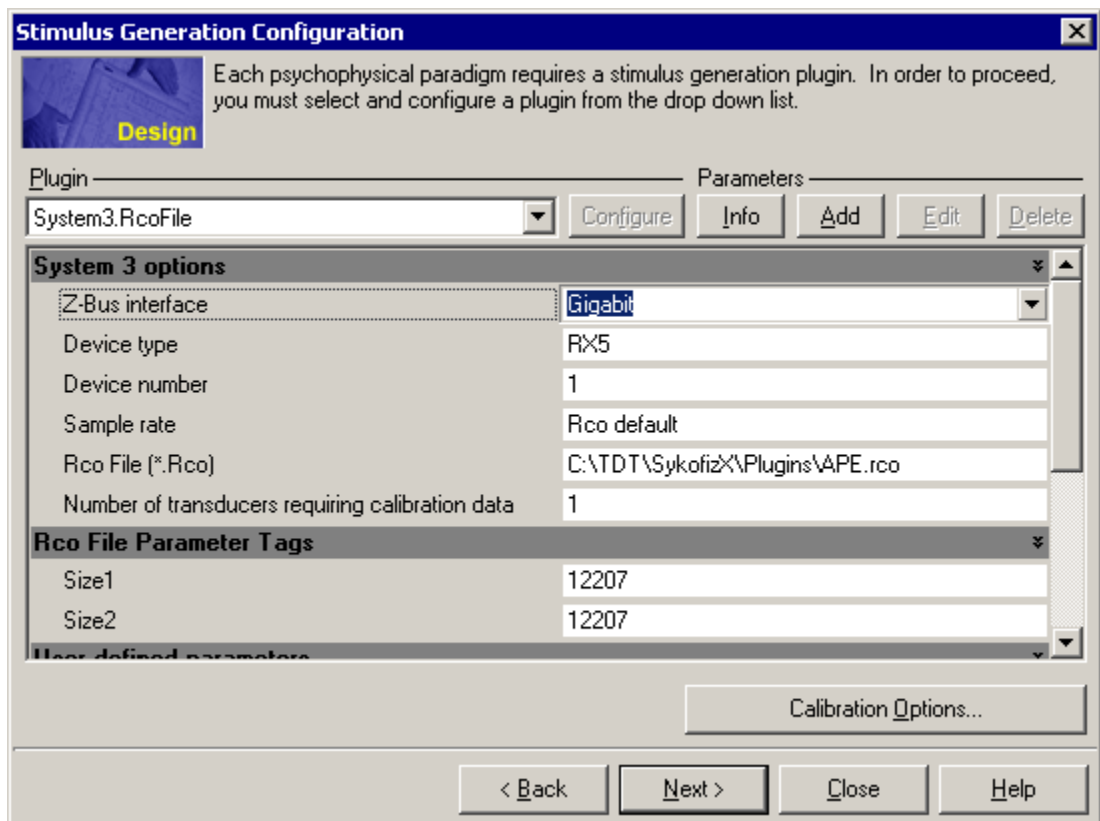 Stimulus Generation Configuration
Design
Each psychophysical paradigm requires a stimulus generation plugin.  In order to proceed,
you must select and configure a plugin from the drop down list.
Plugin
Parameters
System3.RcoFile
Configure
Info
Add
Edit
Delete
System 3 options
Z-Bus interface Gigabit
Device type RX5
Device number 1
Sample rate Rco default
Rco File (*.Rco) C:\TDT\SykofizX\Plugins\APE.rco
Number of transducers requiring calibration data 1
Rco File Parameter Tags
Size1 12207
Size2 12207
User defined parameters
Calibration Options...
< Back
Next >
Close
Help